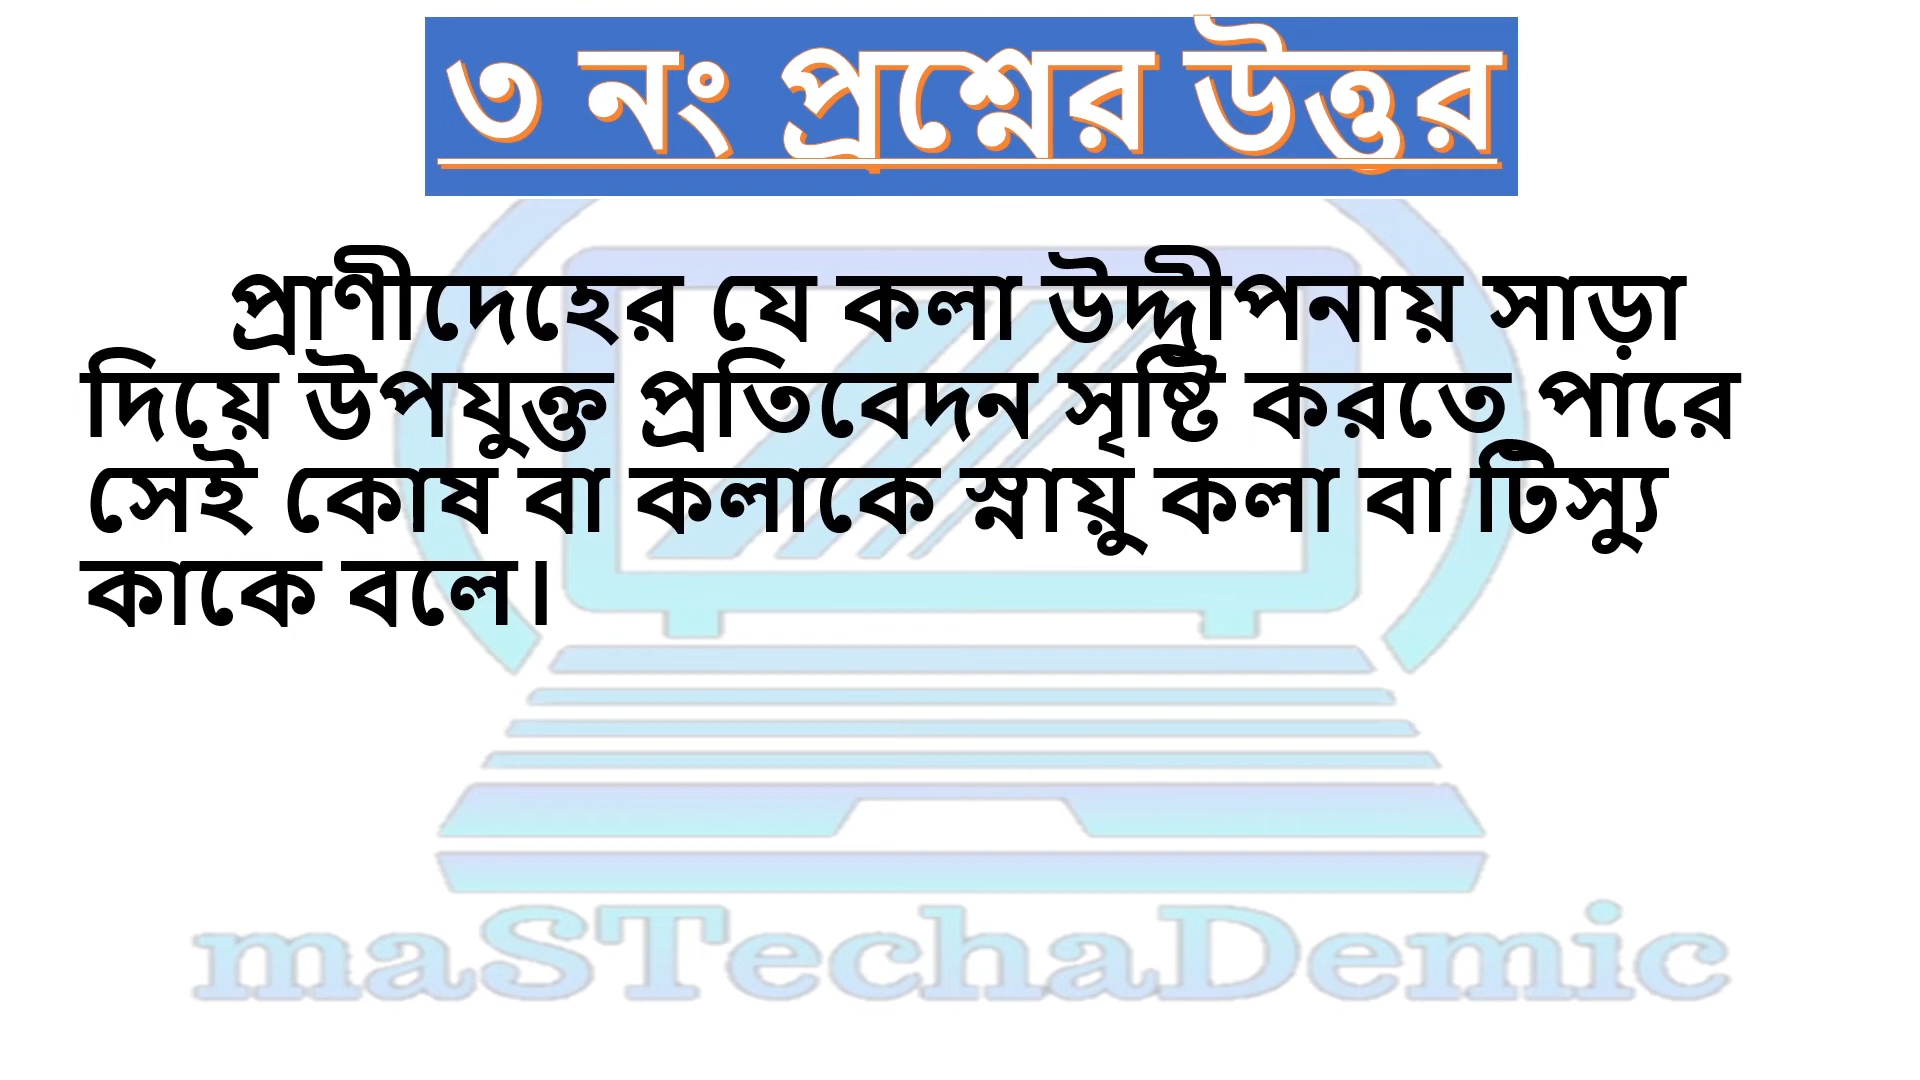 ৩ নং প্রশ্নের উত্তর
প্রাণীদেহের যে কলা উদ্দীপনায় সাড়া
দিয়ে উপযুক্ত প্রতিবেদন সৃষ্টি করতে পারে
সেই কোষ বা কলাকে স্নায়ু কলা বা টিস্যু
কাকে বলে।
maSTechaDemic